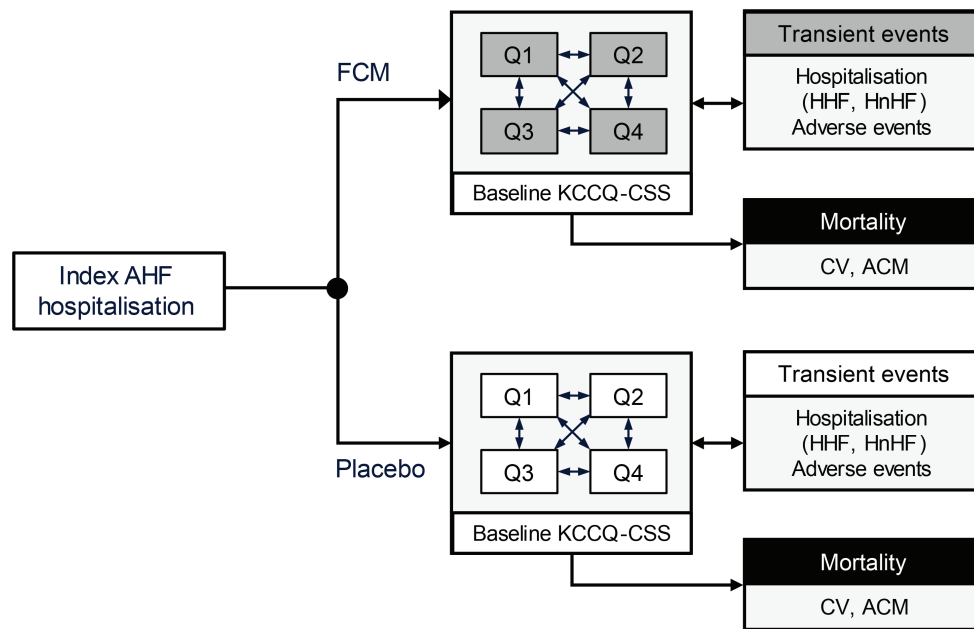 FCM
Q1
Q2
Q3
Q4
Baseline KCCQ-CSS
Transient events
Hospitalisation
(HHF, HnHF)
Adverse events
Mortality
CV, ACM
Index AHF
hospitalisation
Placebo
Q1
Q2
Q3
Q4
Baseline KCCQ-CSS
Transient events
Hospitalisation
(HHF, HnHF)
Adverse events
Mortality
CV, ACM